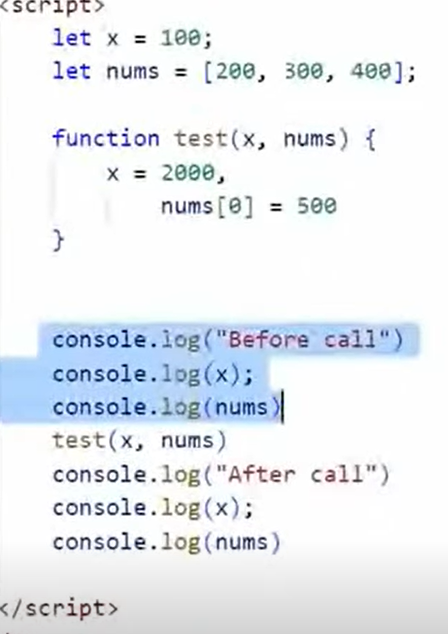 <script>
let x = 100;
let nums = [200, 300, 400];
function test(x, nums) {
x = 2000,
nums[0] = 500
}
console.log("Before call")
console.log(x);
console.log(nums)
test(x, nums)
console.log("After call")
console.log(x);
console.log(nums)
</script>